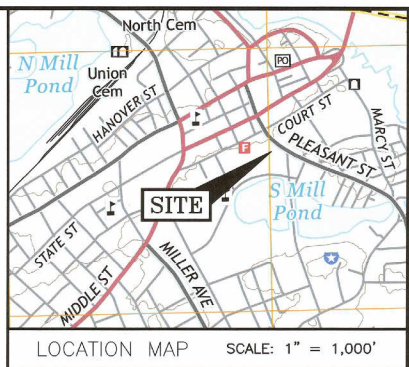 North Cem
N Mill
Pond
Union
Cem
HANOVER ST
PO
COURT ST
MARCY ST
PLEASANT ST
F
SITE
S Mill
Pond
STATE ST
MIDDLE ST
MILLER AVE
LOCATION MAP SCALE: 1" = 1,000'